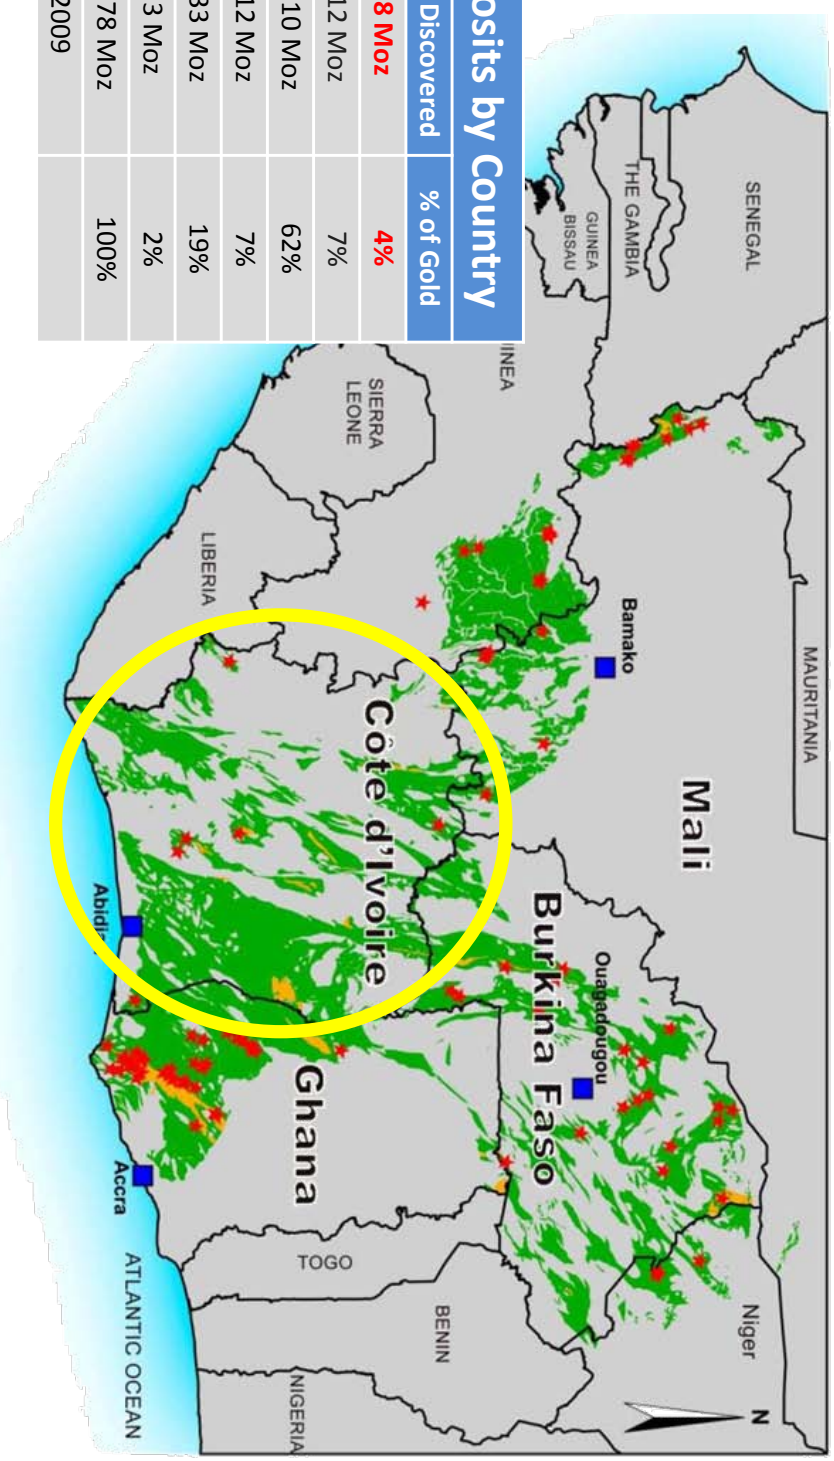 osits by Country
Discovered % of Gold
8 Moz 4%
12 Moz 7%
10 Moz 62%
12 Moz 7%
33 Moz 19%
3 Moz 2%
78 Moz 100%
2009
SENEGAL
THE GAMBIA
GUINEA
BISSAU
INEA
SIERRA
LEONE
LIBERIA
MAURITANIA
Bamako
Mali
Côte d'Ivoire
Burkina Faso
Ouagadougou
Ghana
Accra
TOGO
BENIN
NIGERIA
Niger
ATLANTIC OCEAN
N